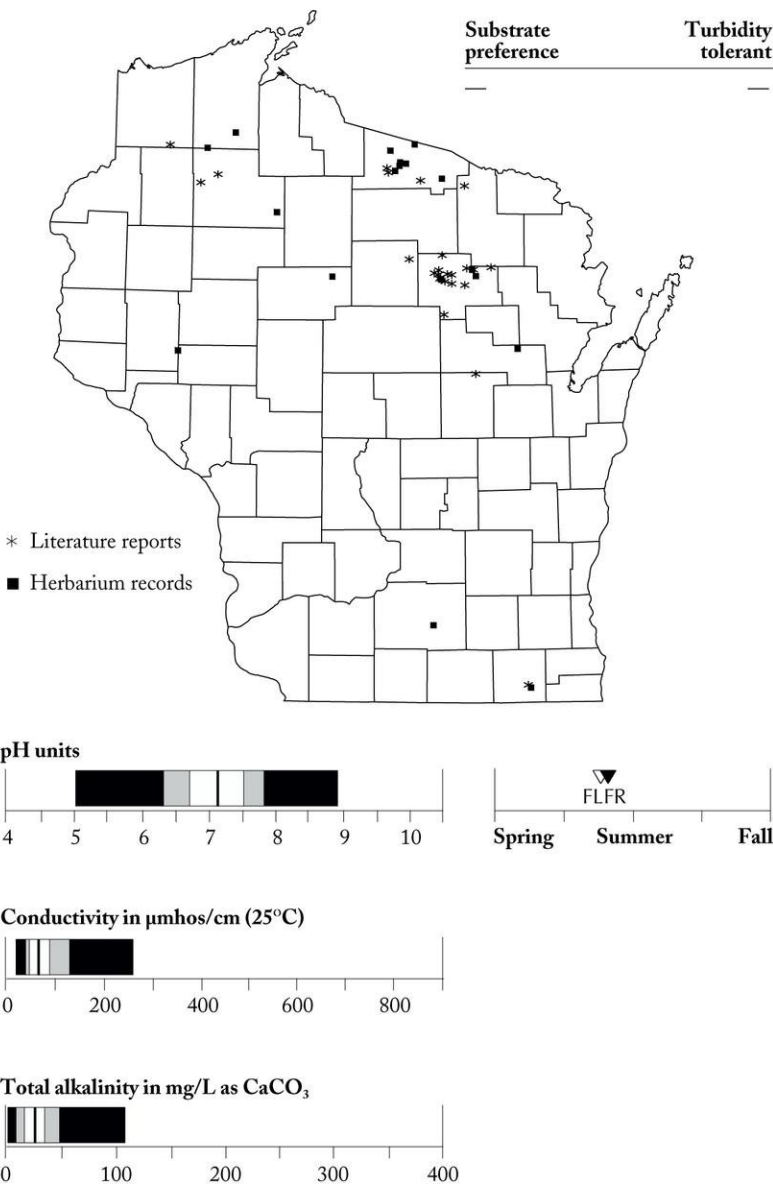 Substrate preference
Turbidity tolerant
—
—
* Literature reports
■ Herbarium records
pH units
4 5 6 7 8 9 10
FLFR
Spring Summer Fall
Conductivity in µmhos/cm (25°C)
0 200 400 600 800
Total alkalinity in mg/L as CaCO₃
0 100 200 300 400